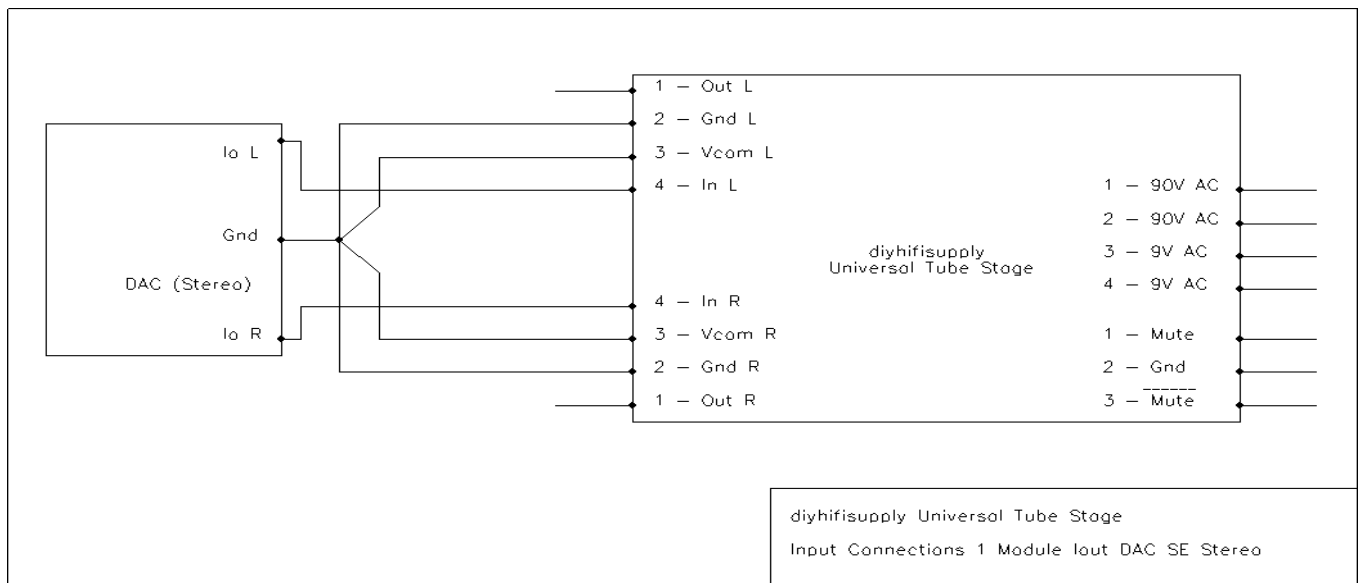 1 – Out L
2 – Gnd L
3 – Vcom L
4 – In L
Io L
Gnd
DAC (Stereo)
Io R
4 – In R
3 – Vcom R
2 – Gnd R
1 – Out R
diyhifisupply
Universal Tube Stage
1 – 90V AC
2 – 90V AC
3 – 9V AC
4 – 9V AC
1 – Mute
2 – Gnd
3 – Mute
diyhifisupply Universal Tube Stage
Input Connections 1 Module Iout DAC SE Stereo